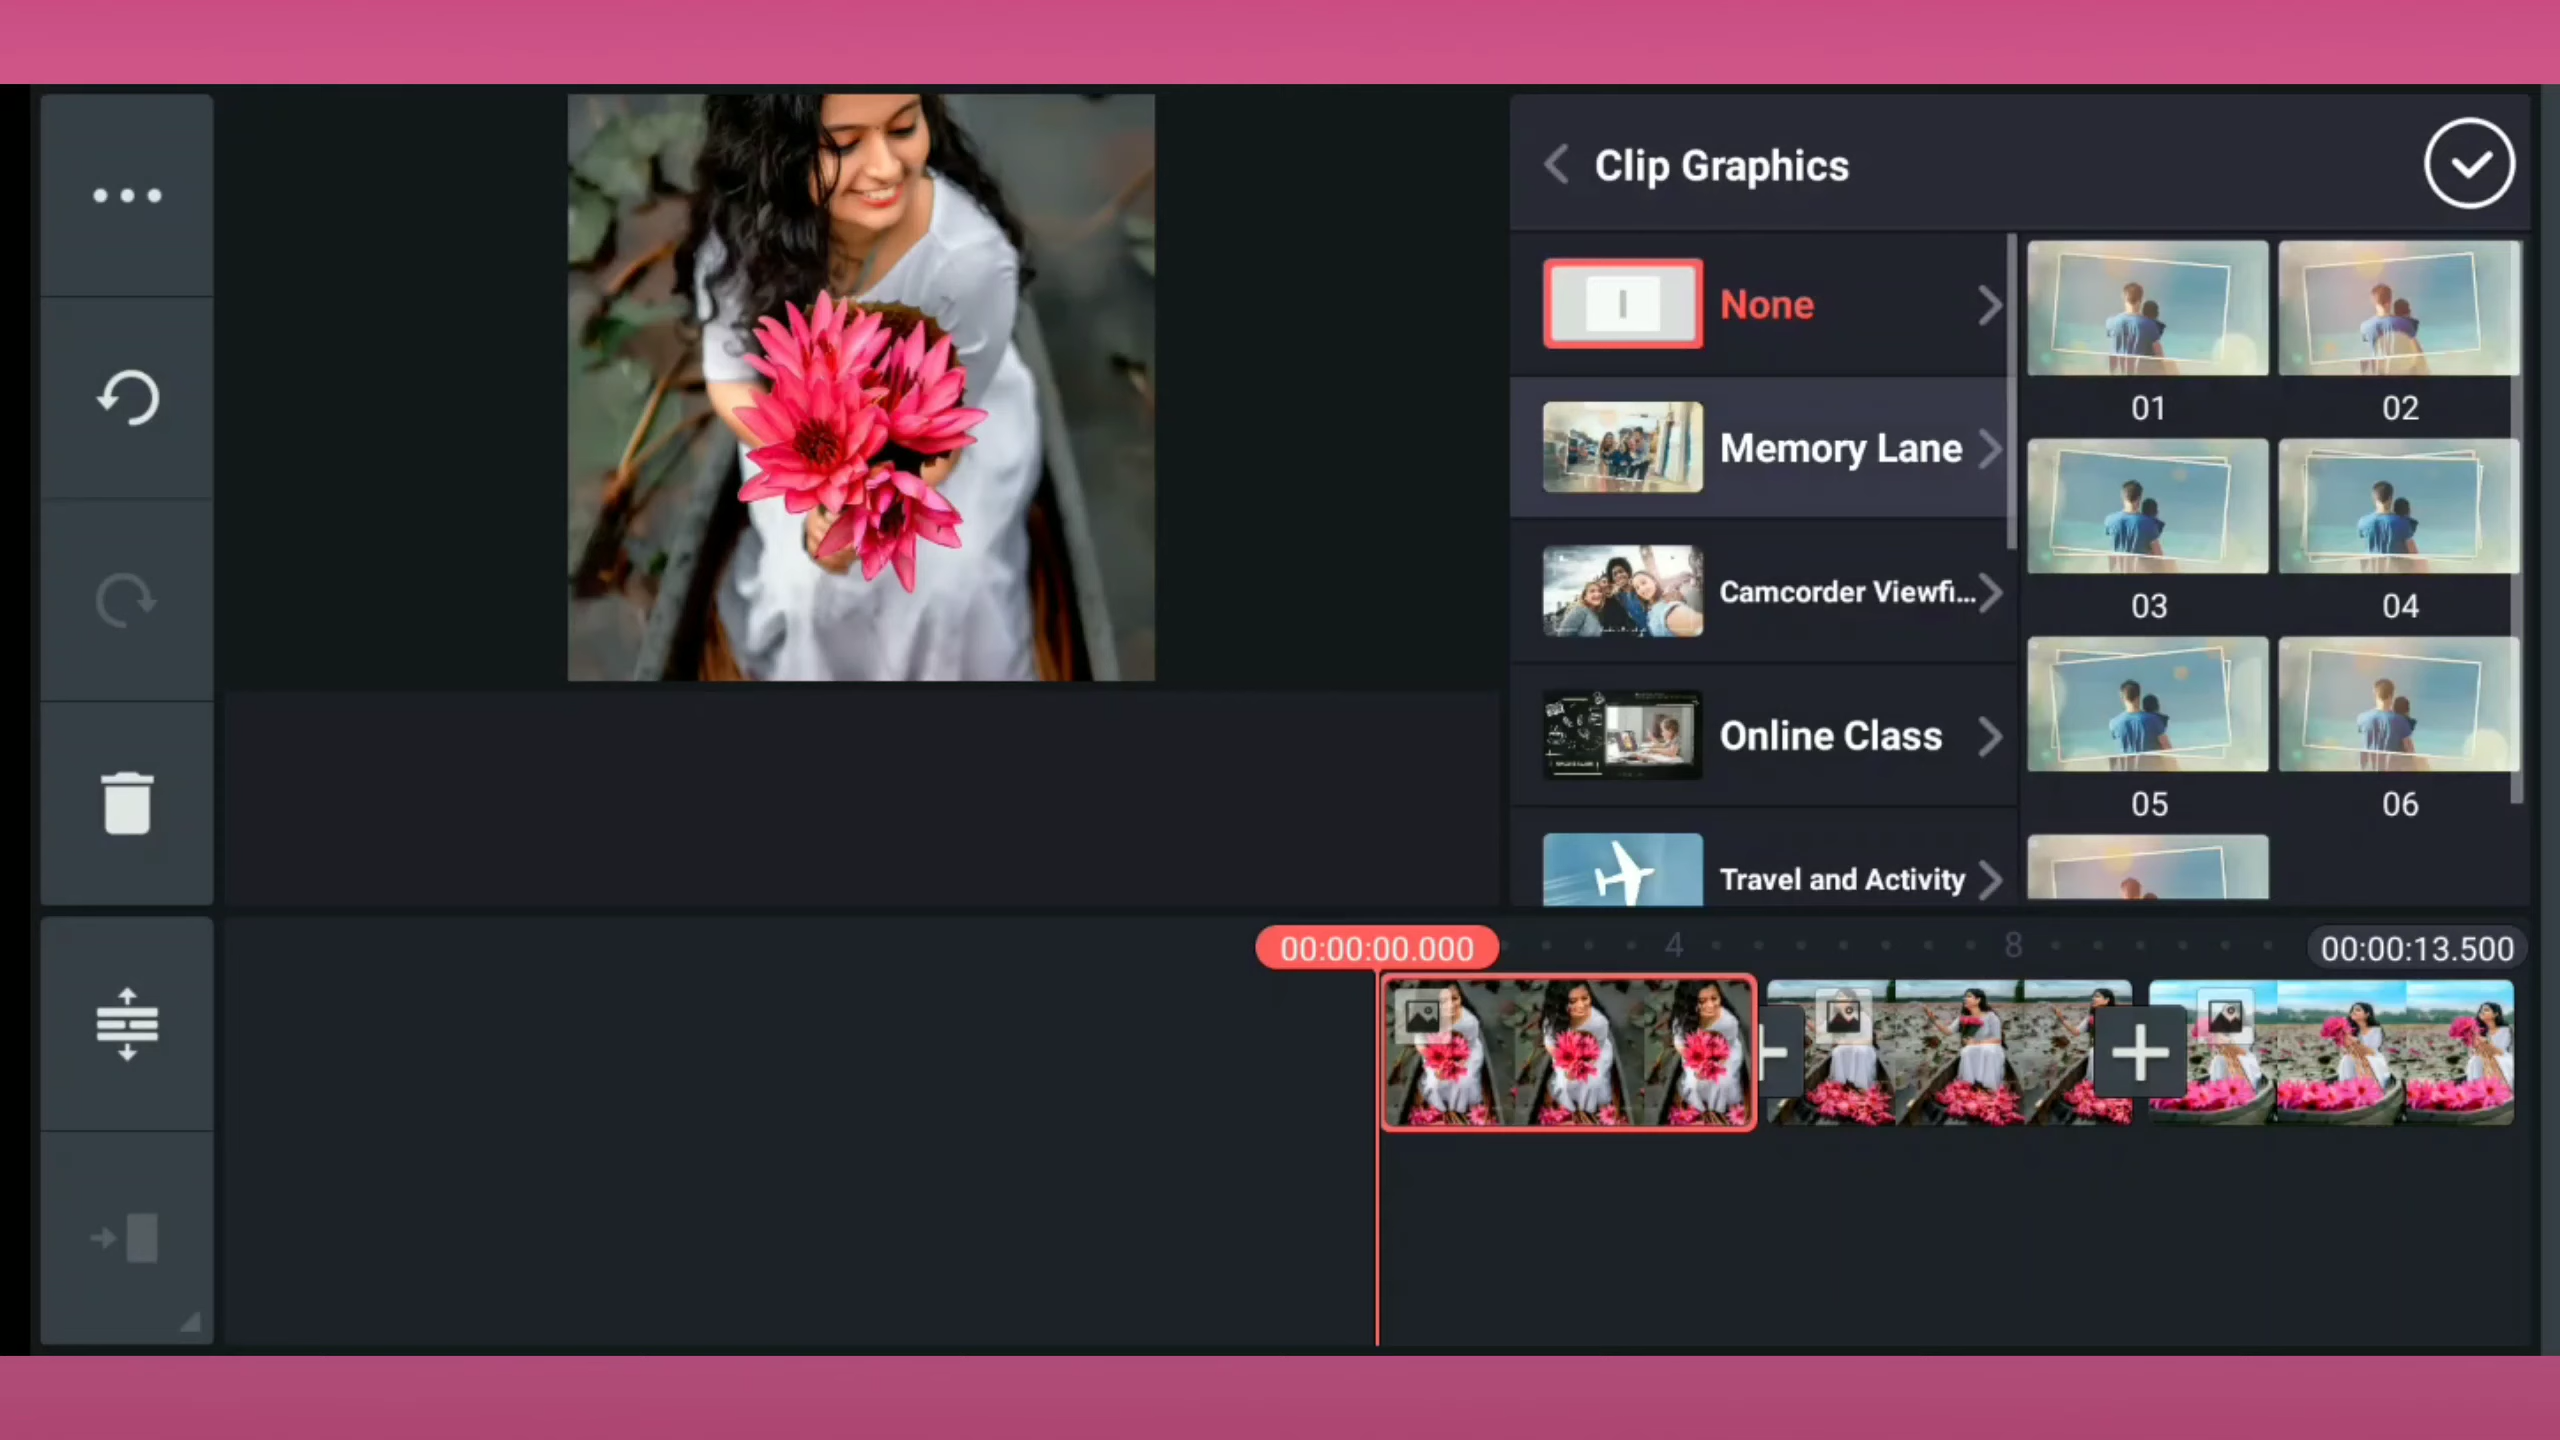 Clip Graphics
None
Memory Lane
Camcorder Viewfi...
Online Class
Travel and Activity
01
02
03
04
05
06
00:00:00.000
4
8
00:00:13.500